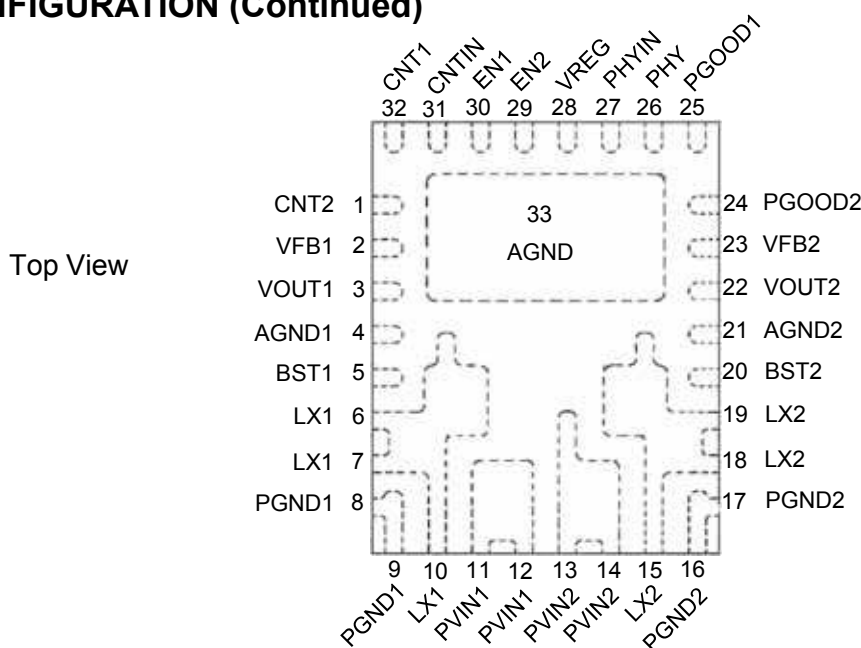 NFIGURATION (Continued)
CNT1 CNTIN EN1 EN2 VREG PHYIN PHY PGOOD1
32 31 30 29 28 27 26 25
CNT2 1
VFB1 2
VOUT1 3
AGND1 4
BST1 5
LX1 6
LX1 7
PGND1 8
Top View
33
AGND
24 PGOOD2
23 VFB2
22 VOUT2
21 AGND2
20 BST2
19 LX2
18 LX2
17 PGND2
9 10 11 12 13 14 15 16
PGND1 LX1 PVIN1 PVIN1 PVIN2 PVIN2 LX2 PGND2